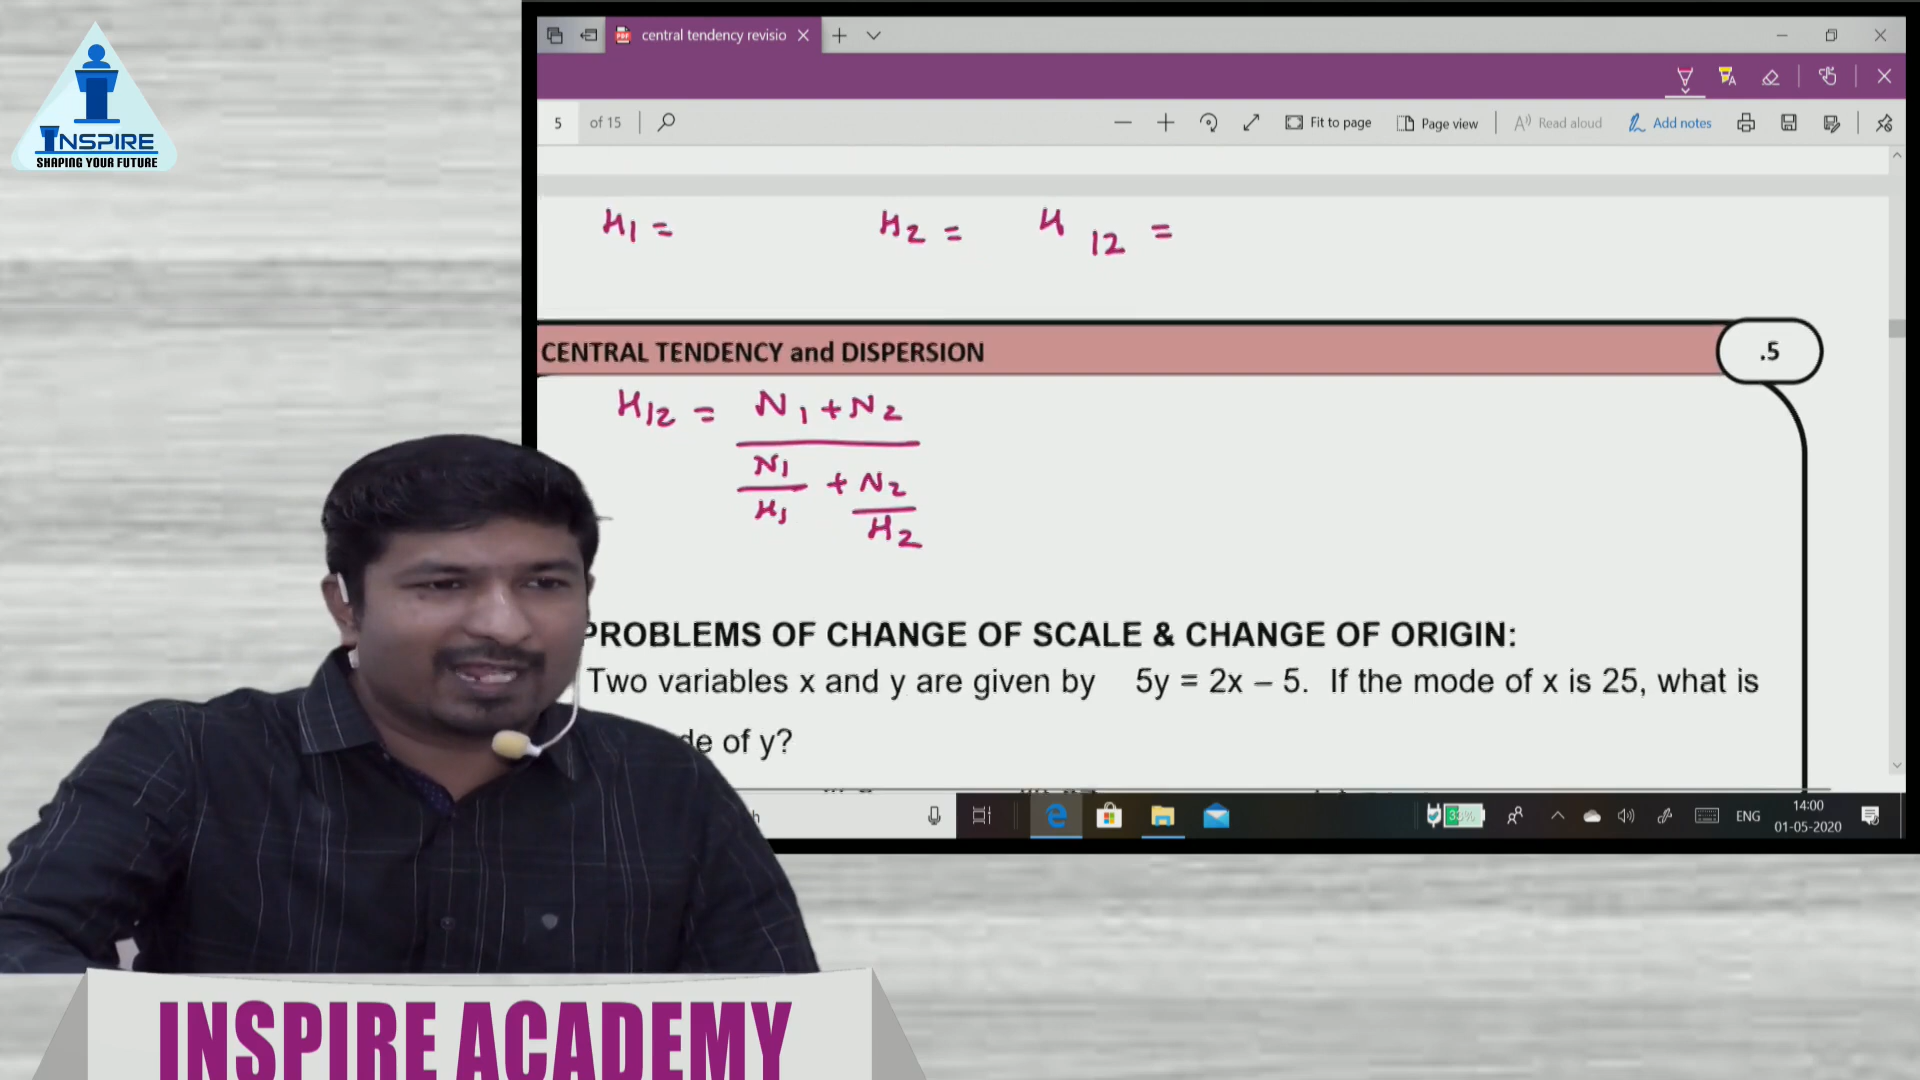 INSPIRE
SHAPING YOUR FUTURE
central tendency revisio
5 of 15
Fit to page
Page view
Read aloud
Add notes
H1 =
H2 =
H 12 =
CENTRAL TENDENCY and DISPERSION
.5
H12 = N1 + N2
N1 + N2
H1 H2
PROBLEMS OF CHANGE OF SCALE & CHANGE OF ORIGIN:
Two variables x and y are given by 5y = 2x – 5. If the mode of x is 25, what is
of y?
33%
ENG
14:00
01-05-2020
INSPIRE ACADEMY